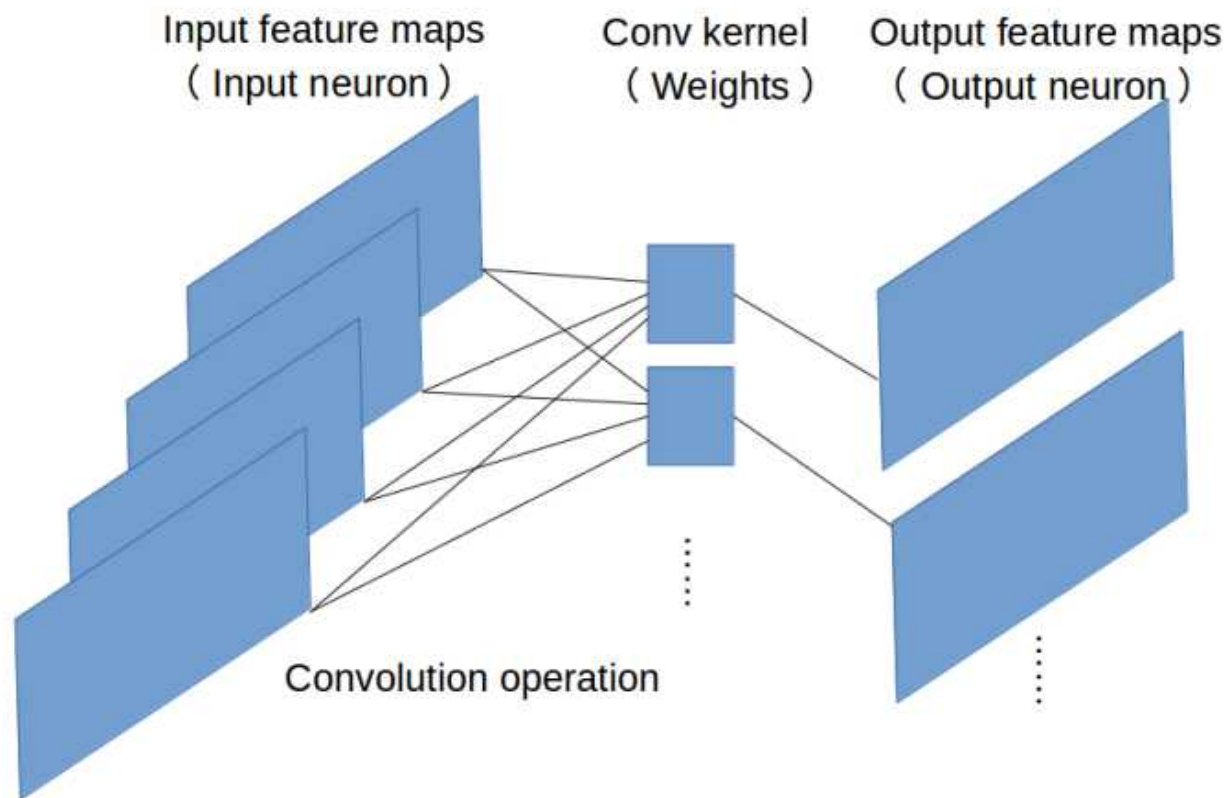 Input feature maps
( Input neuron )
Conv kernel
( Weights )
Output feature maps
( Output neuron )
Convolution operation